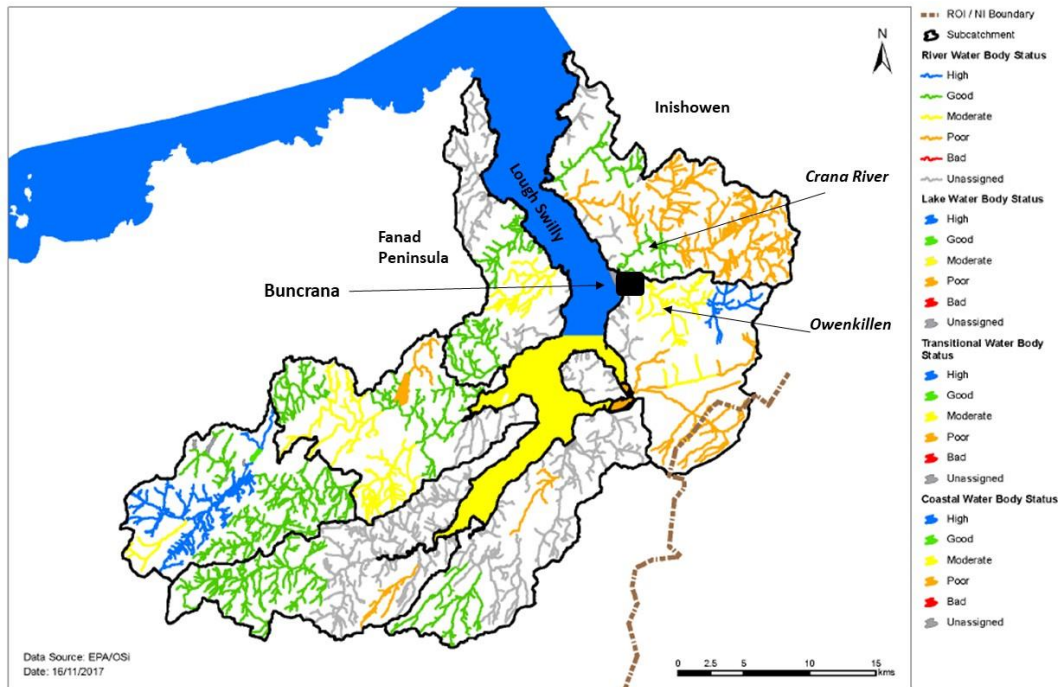 N
Inishowen
Crana River
Lough Swilly
Fanad
Peninsula
Buncrana
Owenkillen
Data Source: EPA/OSi
Date: 16/11/2017
0 2.5 5 10 15
kms
ROI / NI Boundary
Subcatchment
River Water Body Status
High
Good
Moderate
Poor
Bad
Unassigned
Lake Water Body Status
High
Good
Moderate
Poor
Bad
Unassigned
Transitional Water Body
Status
High
Good
Moderate
Poor
Bad
Unassigned
Coastal Water Body Status
High
Good
Moderate
Poor
Bad
Unassigned